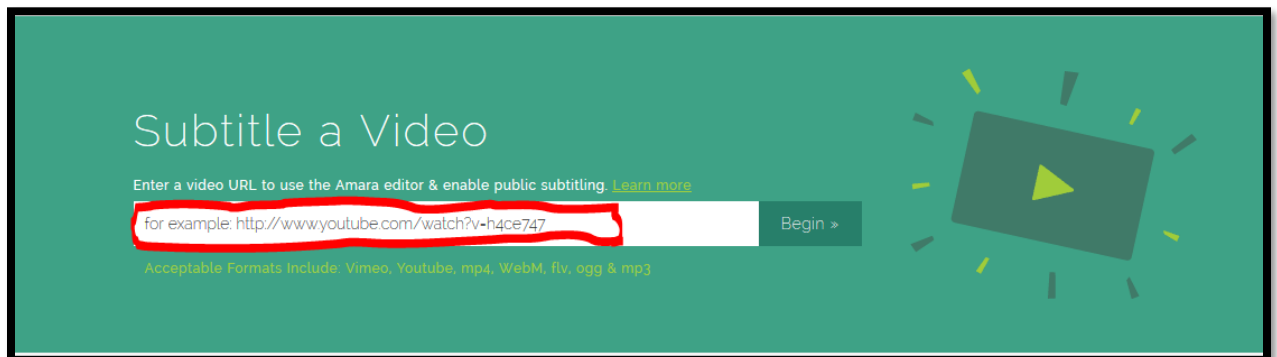 Subtitle a Video
Enter a video URL to use the Amara editor & enable public subtitling. Learn more
for example: http://www.youtube.com/watch?v=h4ce747
Begin »
Acceptable Formats Include: Vimeo, Youtube, mp4, WebM, flv, ogg & mp3